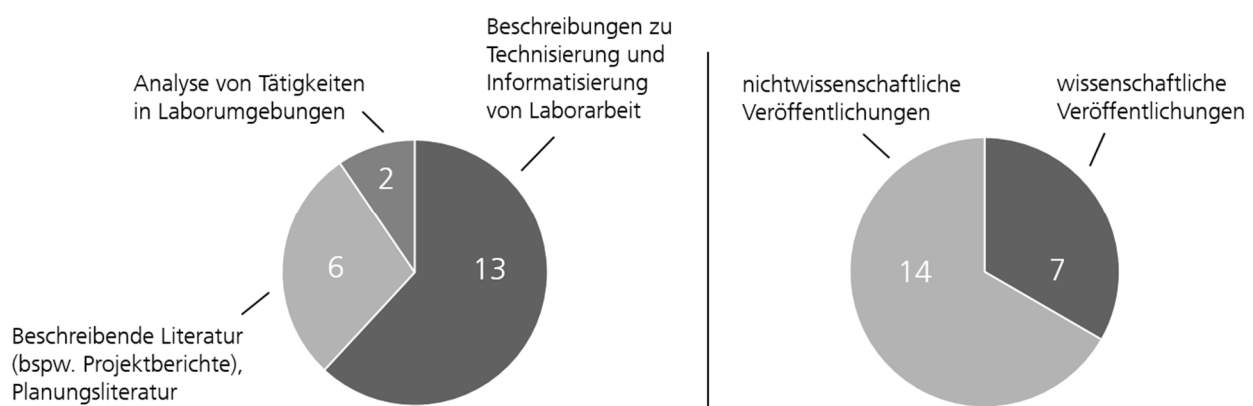 Beschreibungen zu
Technisierung und
Informatisierung
von Laborarbeit
Analyse von Tätigkeiten
in Laborumgebungen
2
6
13
Beschreibende Literatur
(bspw. Projektberichte),
Planungsliteratur
nichtwissenschaftliche
Veröffentlichungen
wissenschaftliche
Veröffentlichungen
14
7